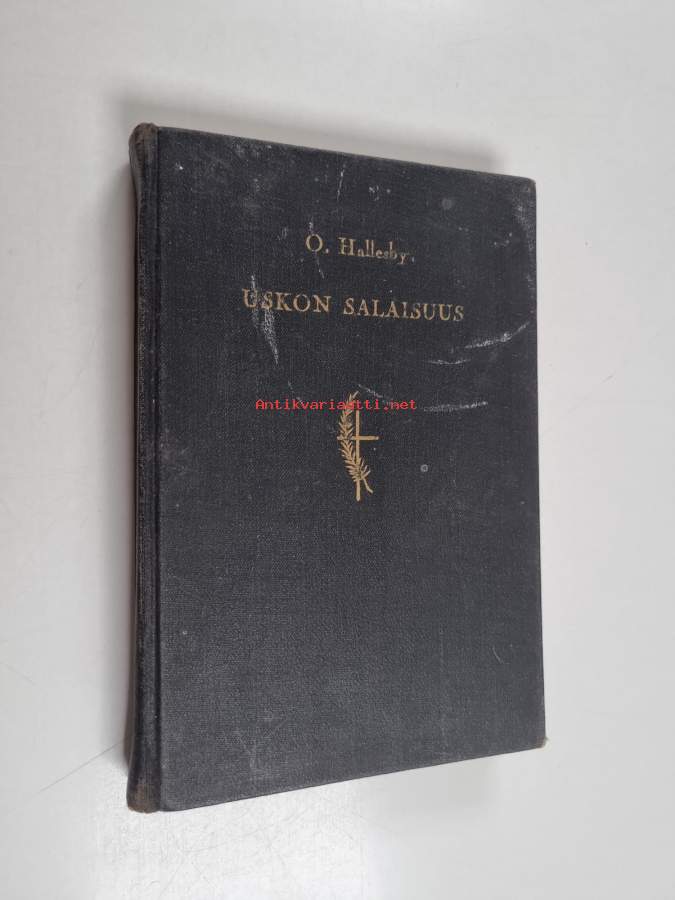 O. Hallesby
USKON SALAISUUS
Antikvariaatti.net